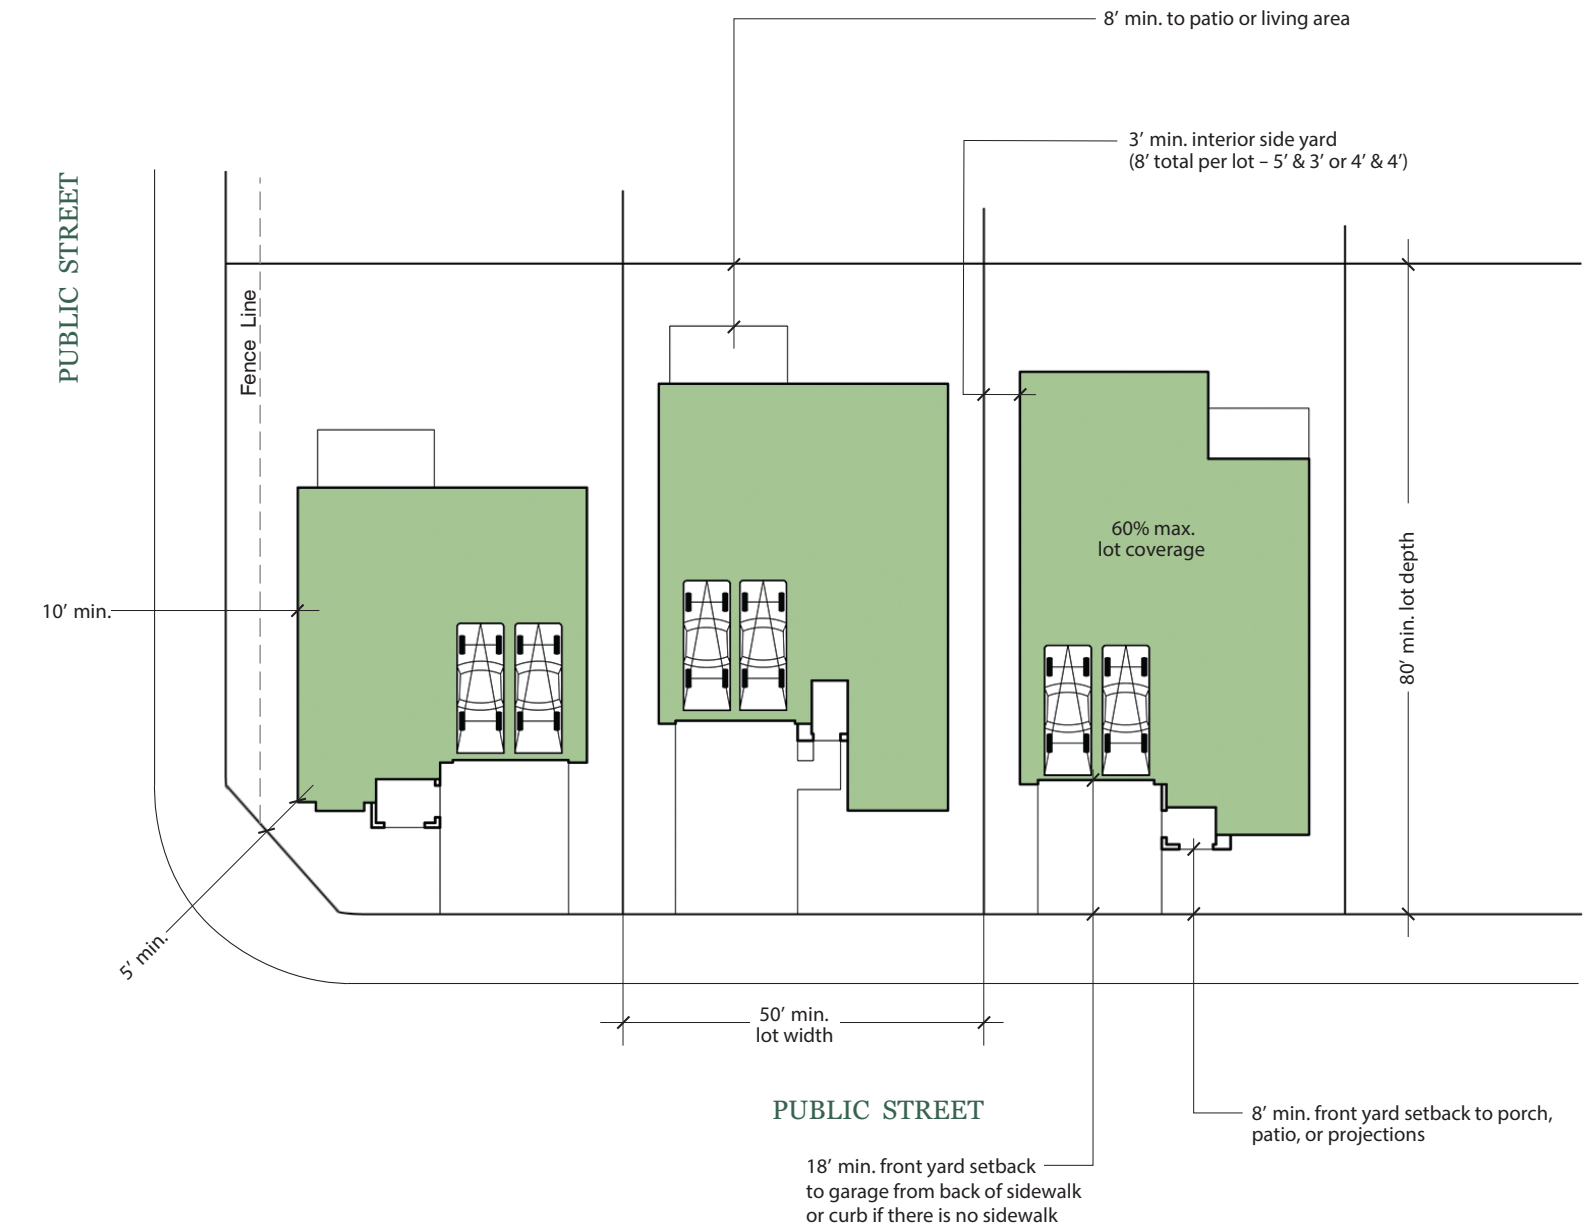 8’ min. to patio or living area
3’ min. interior side yard
(8’ total per lot – 5’ & 3’ or 4’ & 4’)
PUBLIC STREET
Fence Line
60% max.
lot coverage
80’ min. lot depth
10’ min.
5’ min.
50’ min.
lot width
PUBLIC STREET
8’ min. front yard setback to porch,
patio, or projections
18’ min. front yard setback
to garage from back of sidewalk
or curb if there is no sidewalk